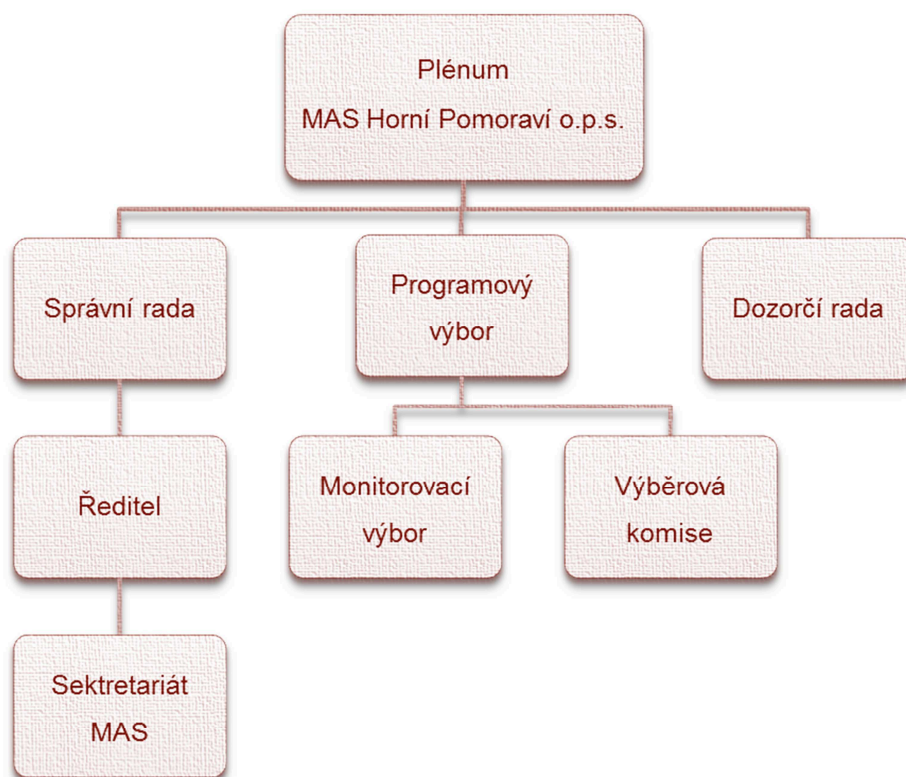 Plénum
MAS Horní Pomoraví o.p.s.
Správní rada
Programový
výbor
Dozorčí rada
Ředitel
Monitorovací
výbor
Výběrová
komise
Sektretariát
MAS